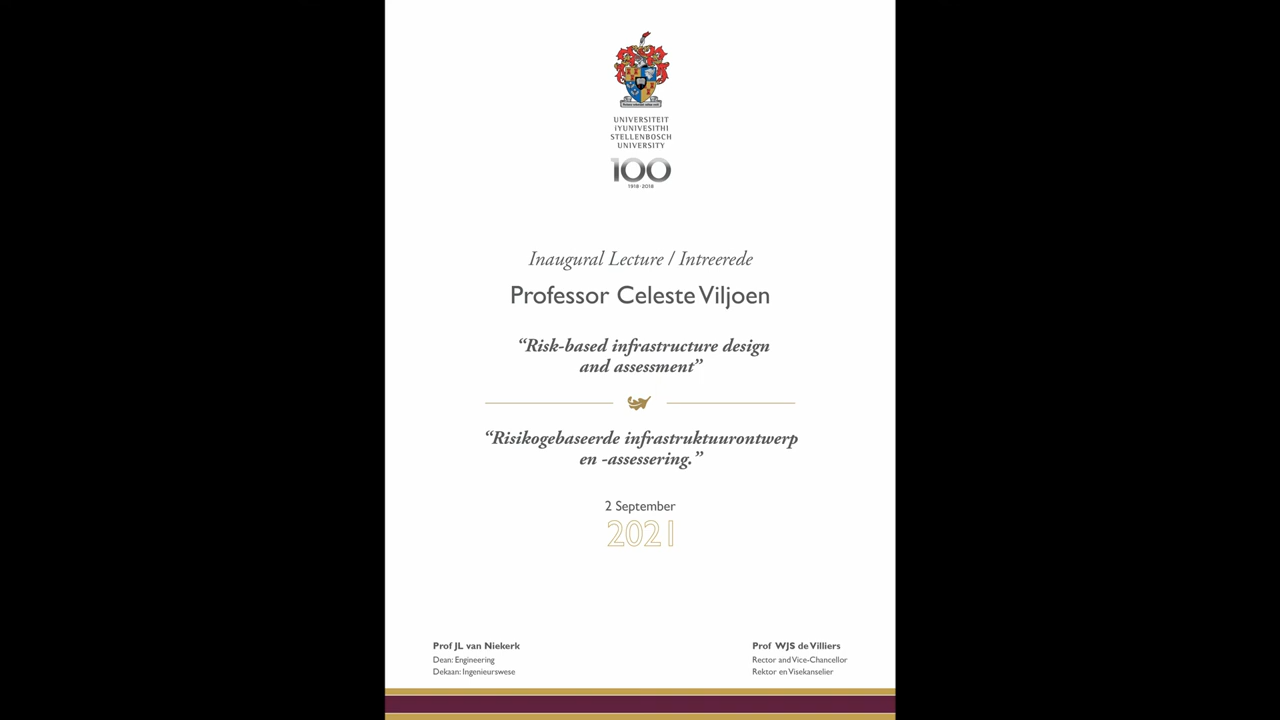 UNIVERSITEIT
iYUNIVESITHI
STELLENBOSCH
UNIVERSITY
100
1918·2018
Inaugural Lecture / Intreerede
Professor Celeste Viljoen
“Risk-based infrastructure design
and assessment”
“Risikogebaseerde infrastruktuurontwerp
en -assessering.”
2 September
2021
Prof JL van Niekerk
Dean: Engineering
Dekaan: Ingenieurswese
Prof WJS de Villiers
Rector and Vice-Chancellor
Rektor en Visekanselier